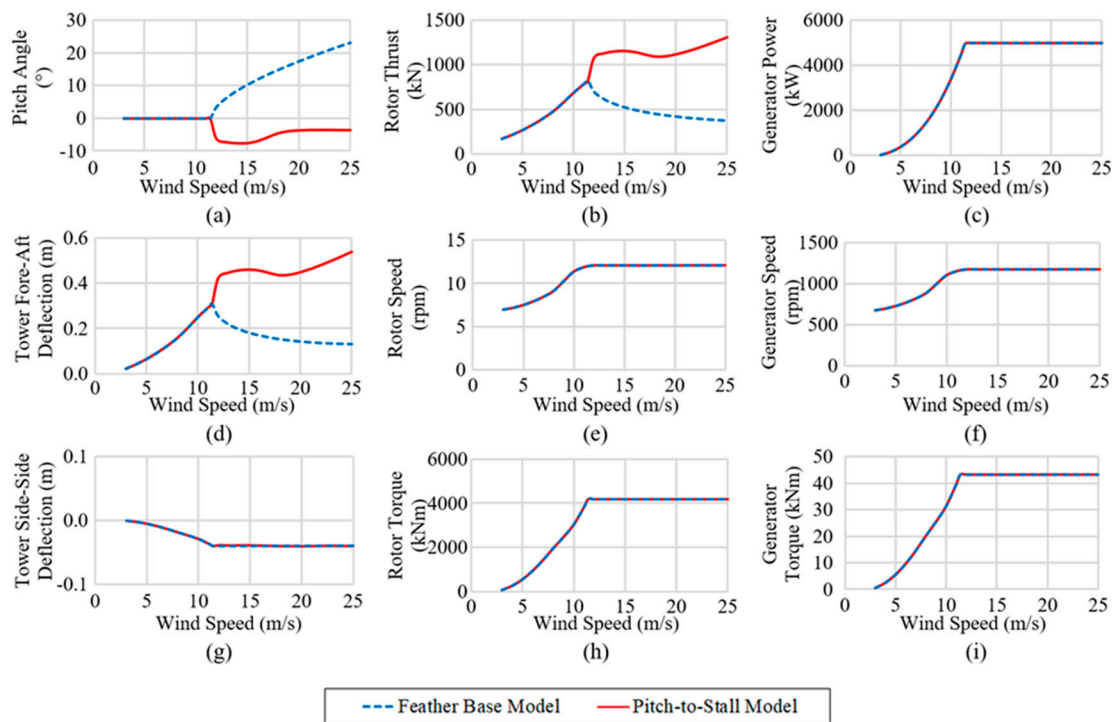 Pitch Angle
(°)
30
20
10
0
-10
0 5 10 15 20 25
Wind Speed (m/s)
(a)
Rotor Thrust
(kN)
1500
1000
500
0
0 5 10 15 20 25
Wind Speed (m/s)
(b)
Generator Power
(kW)
6000
4000
2000
0
0 5 10 15 20 25
Wind Speed (m/s)
(c)
Tower Fore-Aft
Deflection (m)
0.6
0.4
0.2
0.0
0 5 10 15 20 25
Wind Speed (m/s)
(d)
Rotor Speed
(rpm)
15
10
5
0
0 5 10 15 20 25
Wind Speed (m/s)
(e)
Generator Speed
(rpm)
1500
1000
500
0
0 5 10 15 20 25
Wind Speed (m/s)
(f)
Tower Side-Side
Deflection (m)
0.1
0.0
-0.1
0 5 10 15 20 25
Wind Speed (m/s)
(g)
Rotor Torque
(kNm)
6000
4000
2000
0
0 5 10 15 20 25
Wind Speed (m/s)
(h)
Generator
Torque (kNm)
50
40
30
20
10
0
0 5 10 15 20 25
Wind Speed (m/s)
(i)
Feather Base Model Pitch-to-Stall Model